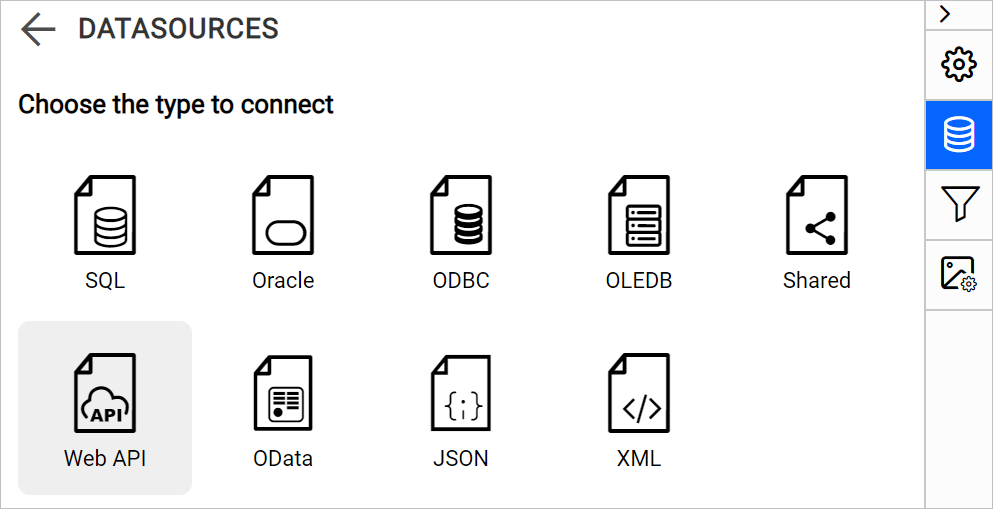 DATASOURCES
Choose the type to connect
SQL Oracle ODBC OLEDB Shared
API {;} </>
Web API OData JSON XML